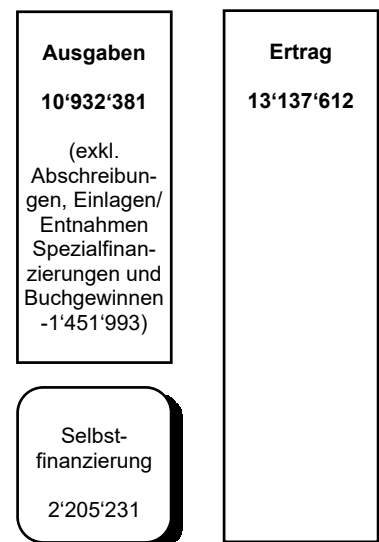 Ausgaben
10‘932‘381
(exkl.
Abschreibun-
gen, Einlagen/
Entnahmen
Spezialfinan-
zierungen und
Buchgewinnen
-1‘451‘993)
Selbst-
finanzierung
2‘205‘231
Ertrag
13‘137‘612